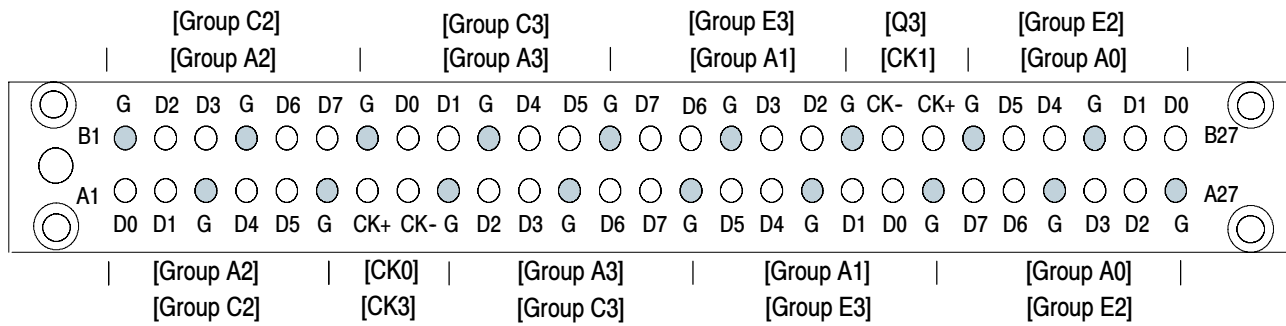 [Group C2] [Group C3] [Group E3] [Q3] [Group E2]
[Group A2] [Group A3] [Group A1] [CK1] [Group A0]
G D2 D3 G D6 D7 G D0 D1 G D4 D5 G D7 D6 G D3 D2 G CK- CK+ G D5 D4 G D1 D0
B1 B27
A1 A27
D0 D1 G D4 D5 G CK+ CK- G D2 D3 G D6 D7 G D5 D4 G D1 D0 G D7 D6 G D3 D2 G
[Group A2] [CK0] [Group A3] [Group A1] [Group A0]
[Group C2] [CK3] [Group C3] [Group E3] [Group E2]